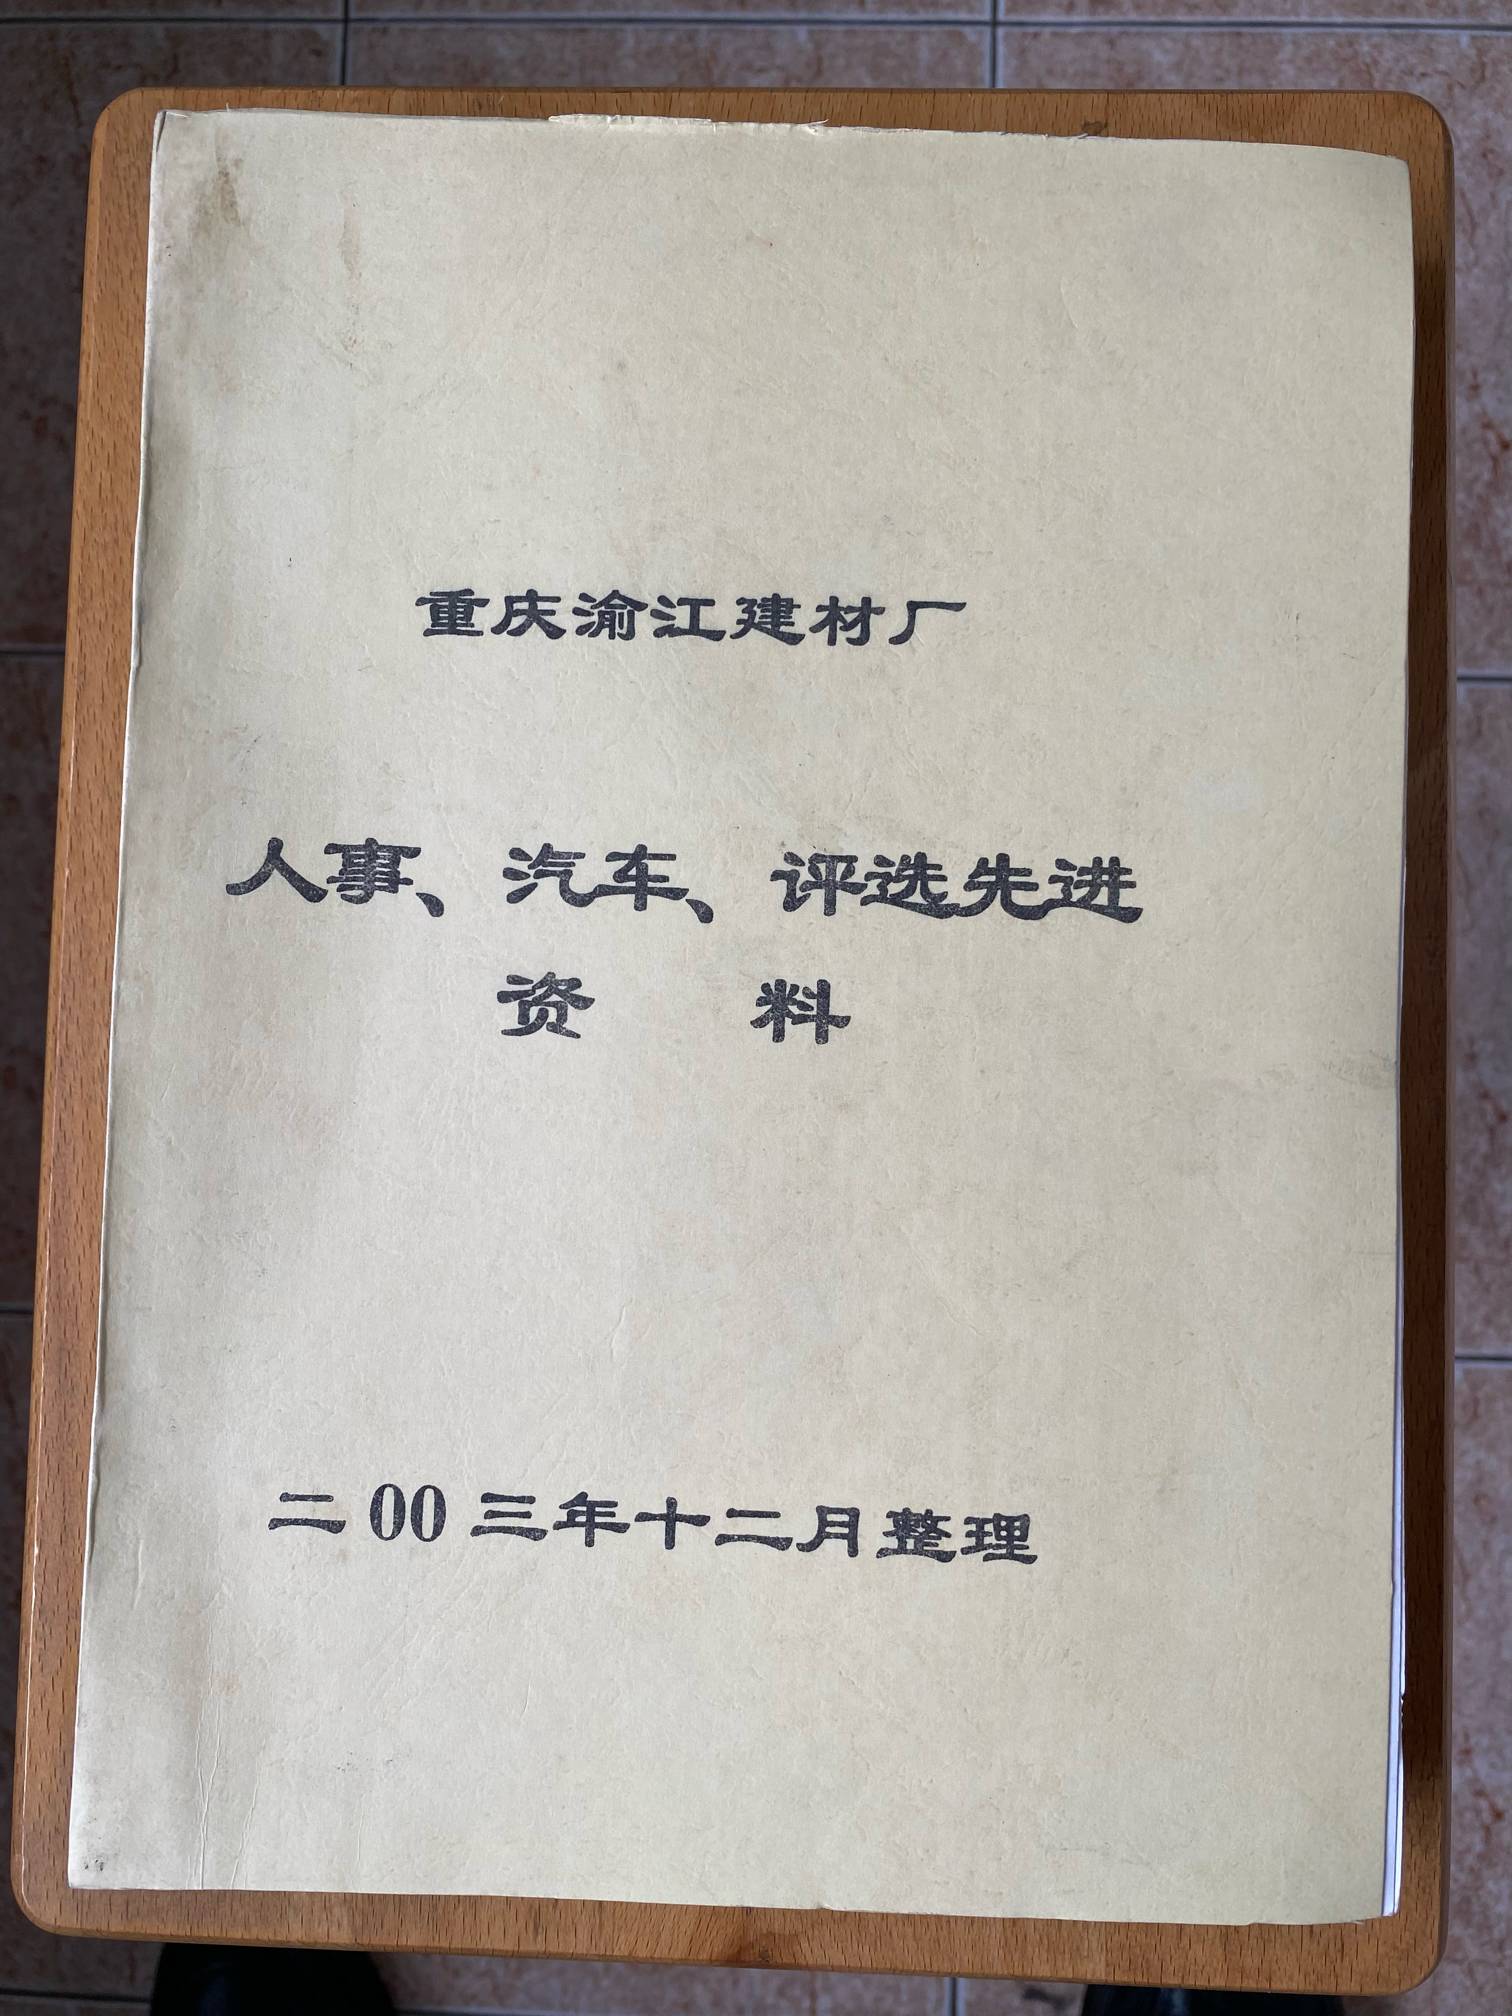 重庆渝江建材厂
人事、汽车、评选先进
资 料
二00三年十二月整理